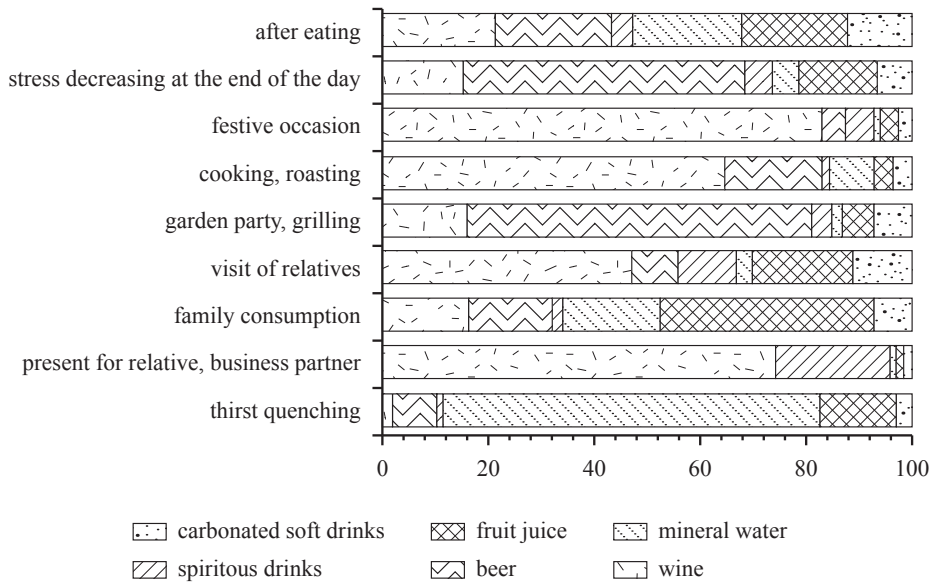 after eating
stress decreasing at the end of the day
festive occasion
cooking, roasting
garden party, grilling
visit of relatives
family consumption
present for relative, business partner
thirst quenching
0 20 40 60 80 100
carbonated soft drinks fruit juice mineral water
spiritous drinks beer wine